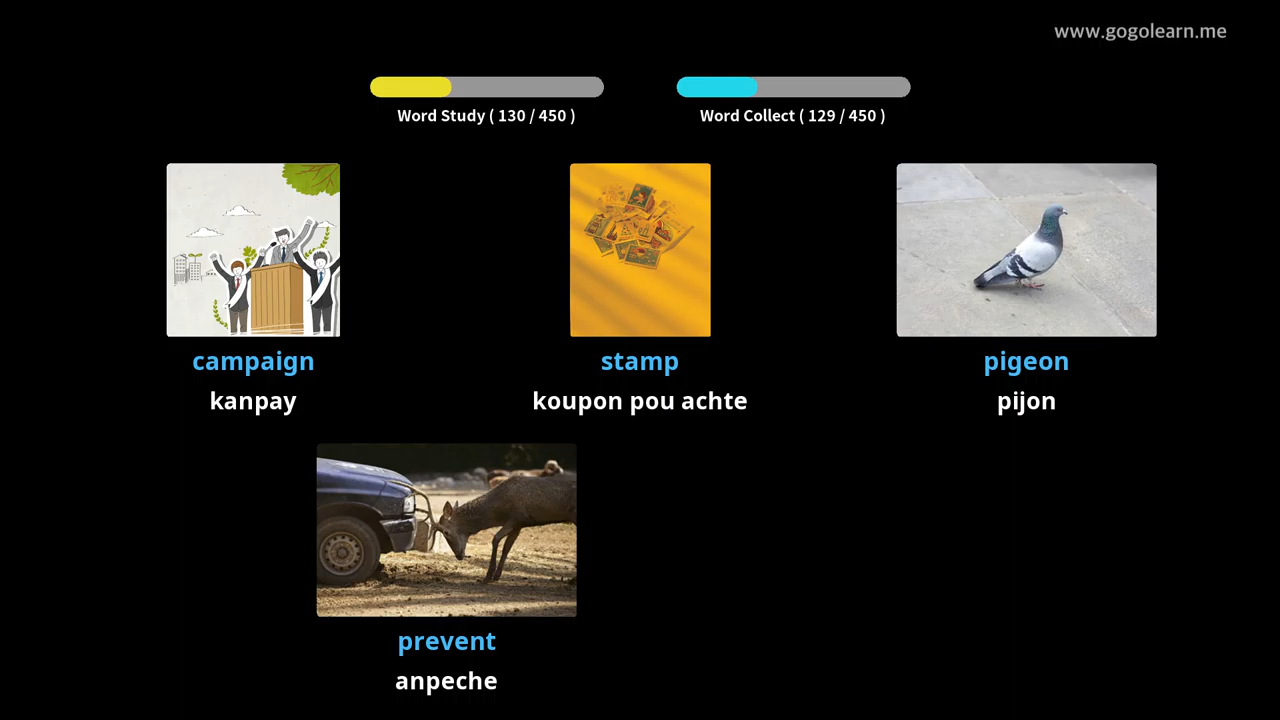 www.gogolearn.me
Word Study ( 130 / 450 )
Word Collect ( 129 / 450 )
campaign
kanpay
stamp
koupon pou achte
pigeon
pijon
prevent
anpeche